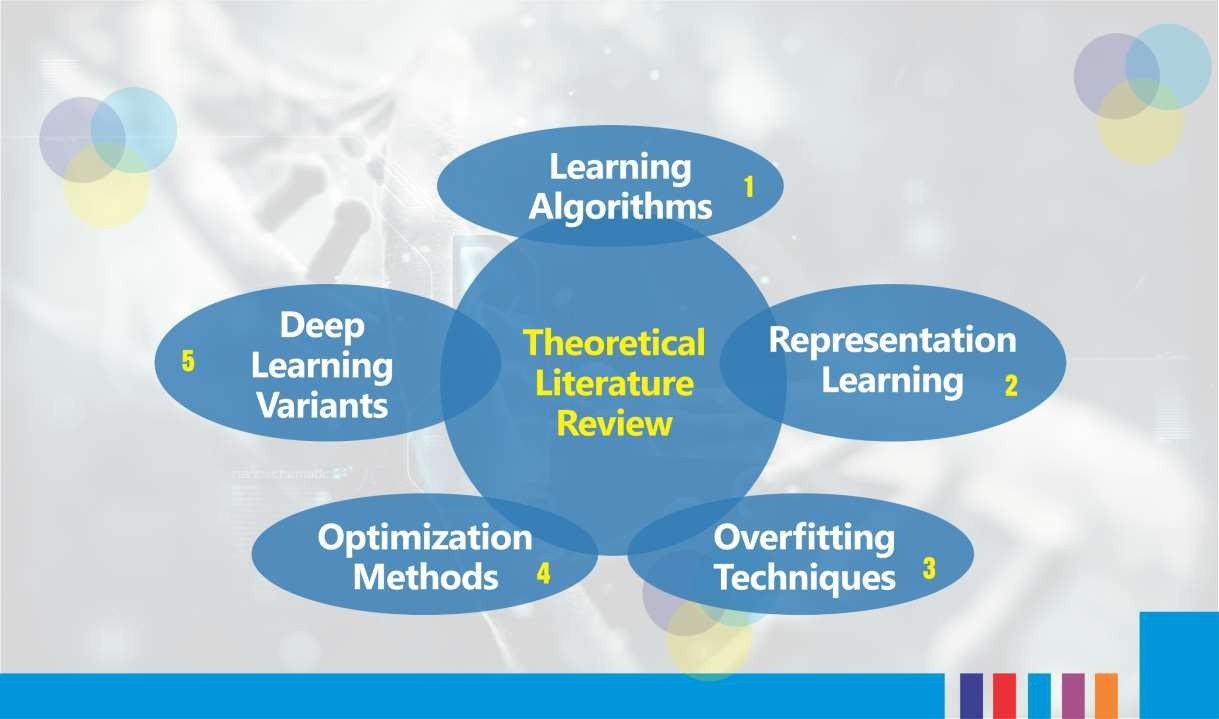 Learning
Algorithms
1
Theoretical
Literature
Review
Representation
Learning
2
Overfitting
Techniques
3
Optimization
Methods
4
Deep
Learning
Variants
5